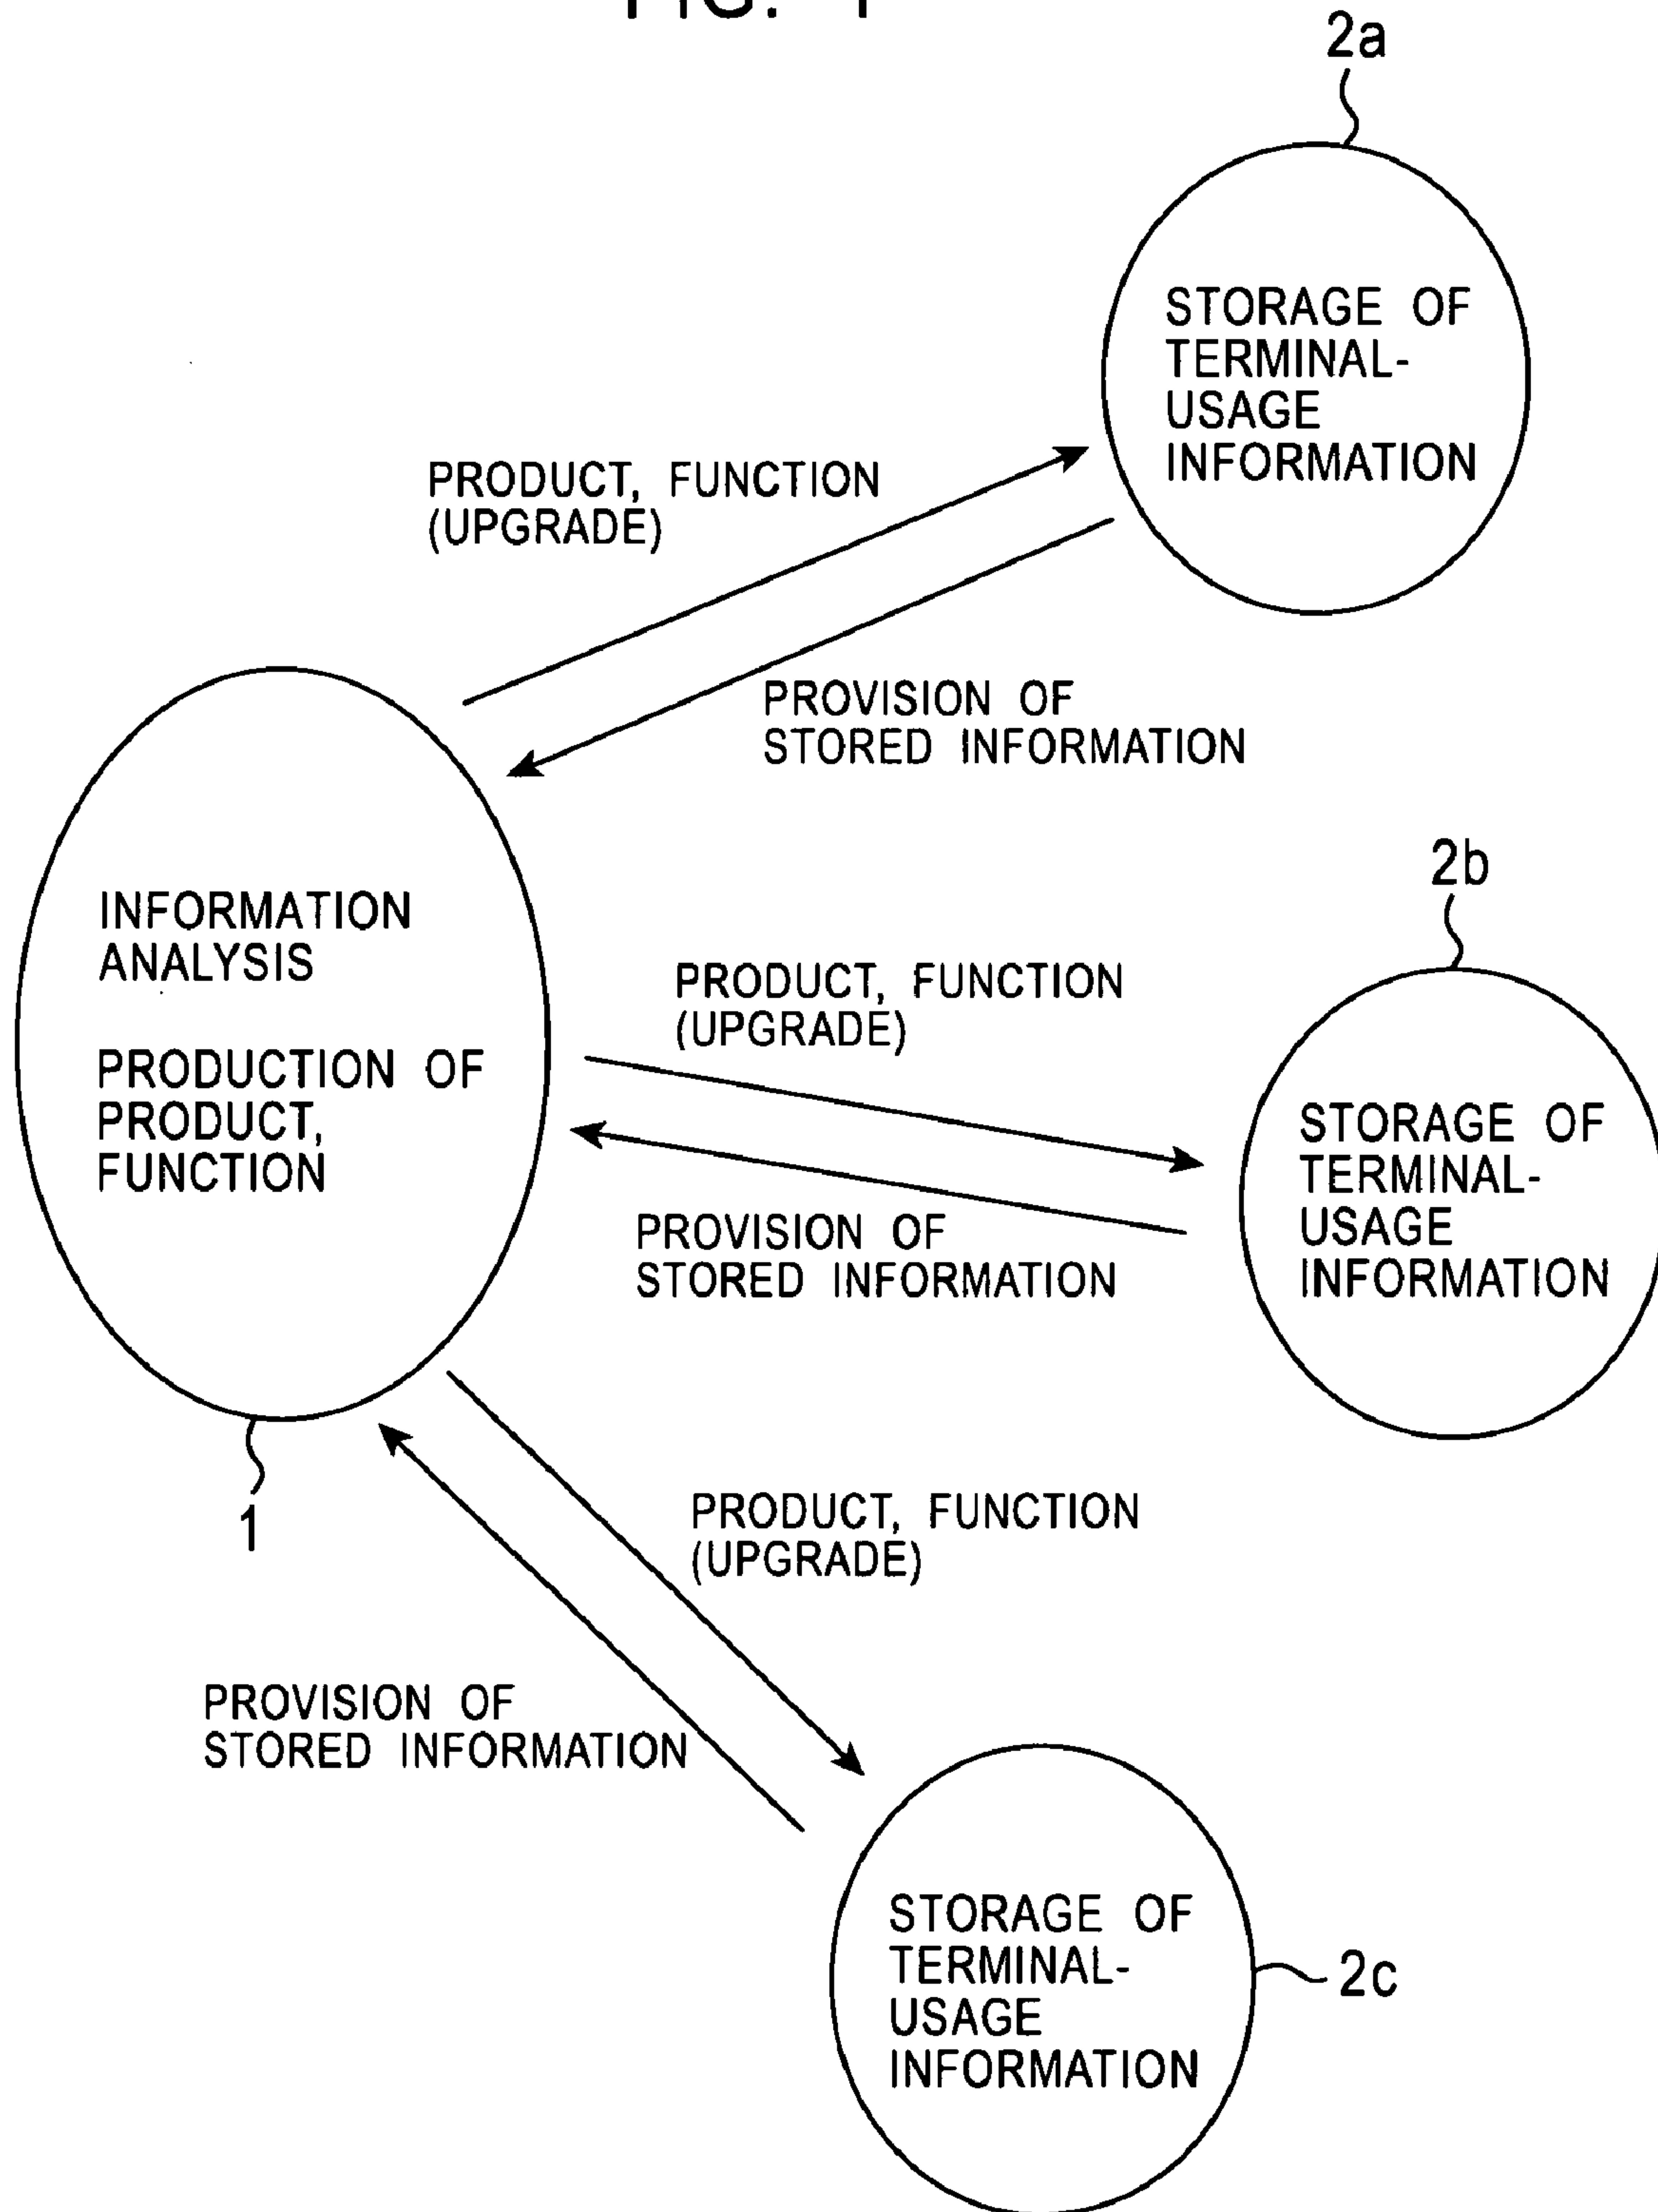 FIG. 1
2a
STORAGE OF
TERMINAL-
USAGE
INFORMATION
PRODUCT, FUNCTION
(UPGRADE)
PROVISION OF
STORED INFORMATION
INFORMATION
ANALYSIS
PRODUCTION OF
PRODUCT,
FUNCTION
1
2b
PRODUCT, FUNCTION
(UPGRADE)
STORAGE OF
TERMINAL-
USAGE
INFORMATION
PROVISION OF
STORED INFORMATION
PRODUCT, FUNCTION
(UPGRADE)
PROVISION OF
STORED INFORMATION
STORAGE OF
TERMINAL-
USAGE
INFORMATION
2c